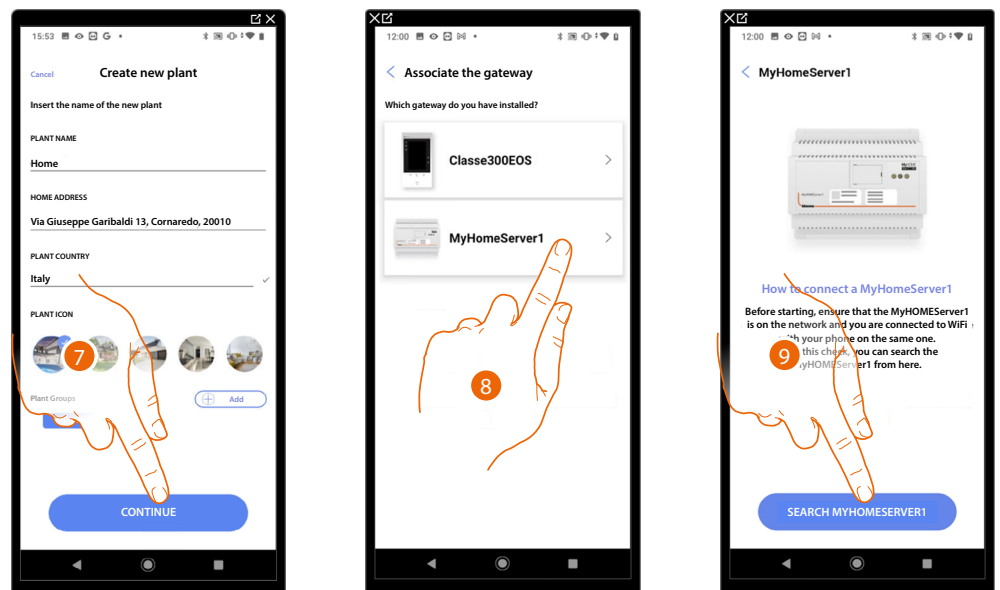 15:53
G
Cancel
Create new plant
Insert the name of the new plant
PLANT NAME
Home
HOME ADDRESS
Via Giuseppe Garibaldi 13, Cornaredo, 20010
PLANT COUNTRY
Italy
PLANT ICON
7
Plant Groups
Add
CONTINUE
12:00
Associate the gateway
Which gateway do you have installed?
Classe300EOS
MyHomeServer1
8
12:00
MyHomeServer1
How to connect a MyHomeServer1
Before starting, ensure that the MyHOMEServer1
is on the network and you are connected to WiFi
with your phone on the same one.
this check, you can search the
MyHOMEServer1 from here.
9
SEARCH MYHOMESERVER1